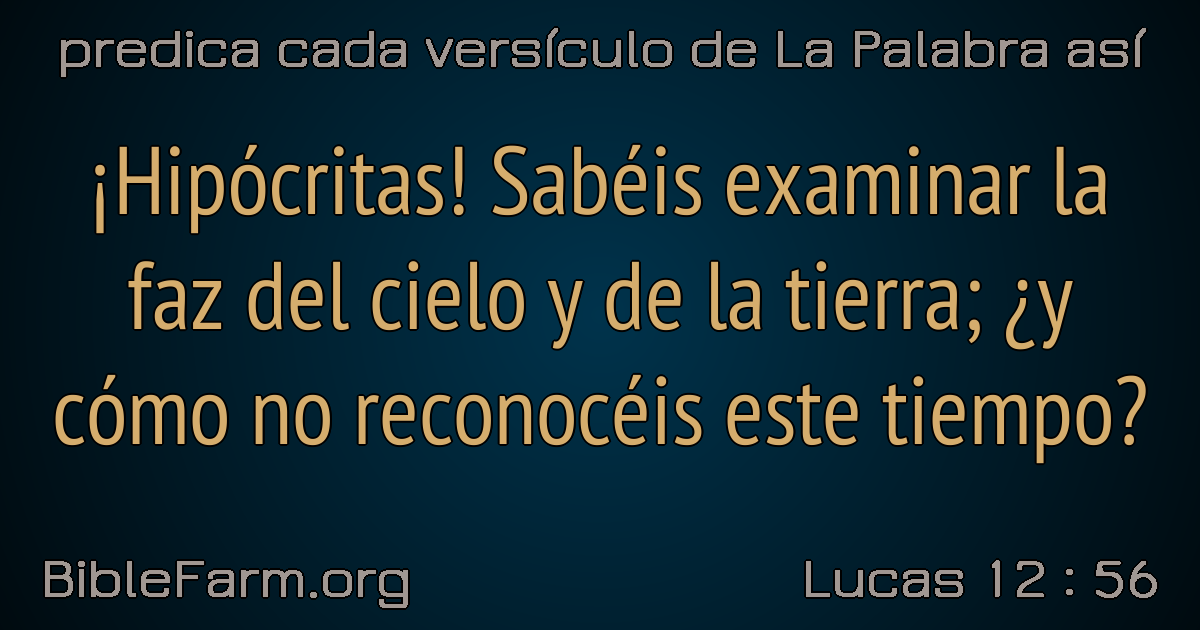 predica cada versículo de La Palabra así
¡Hipócritas! Sabéis examinar la
faz del cielo y de la tierra; ¿y
cómo no reconocéis este tiempo?
BibleFarm.org
Lucas 12 : 56